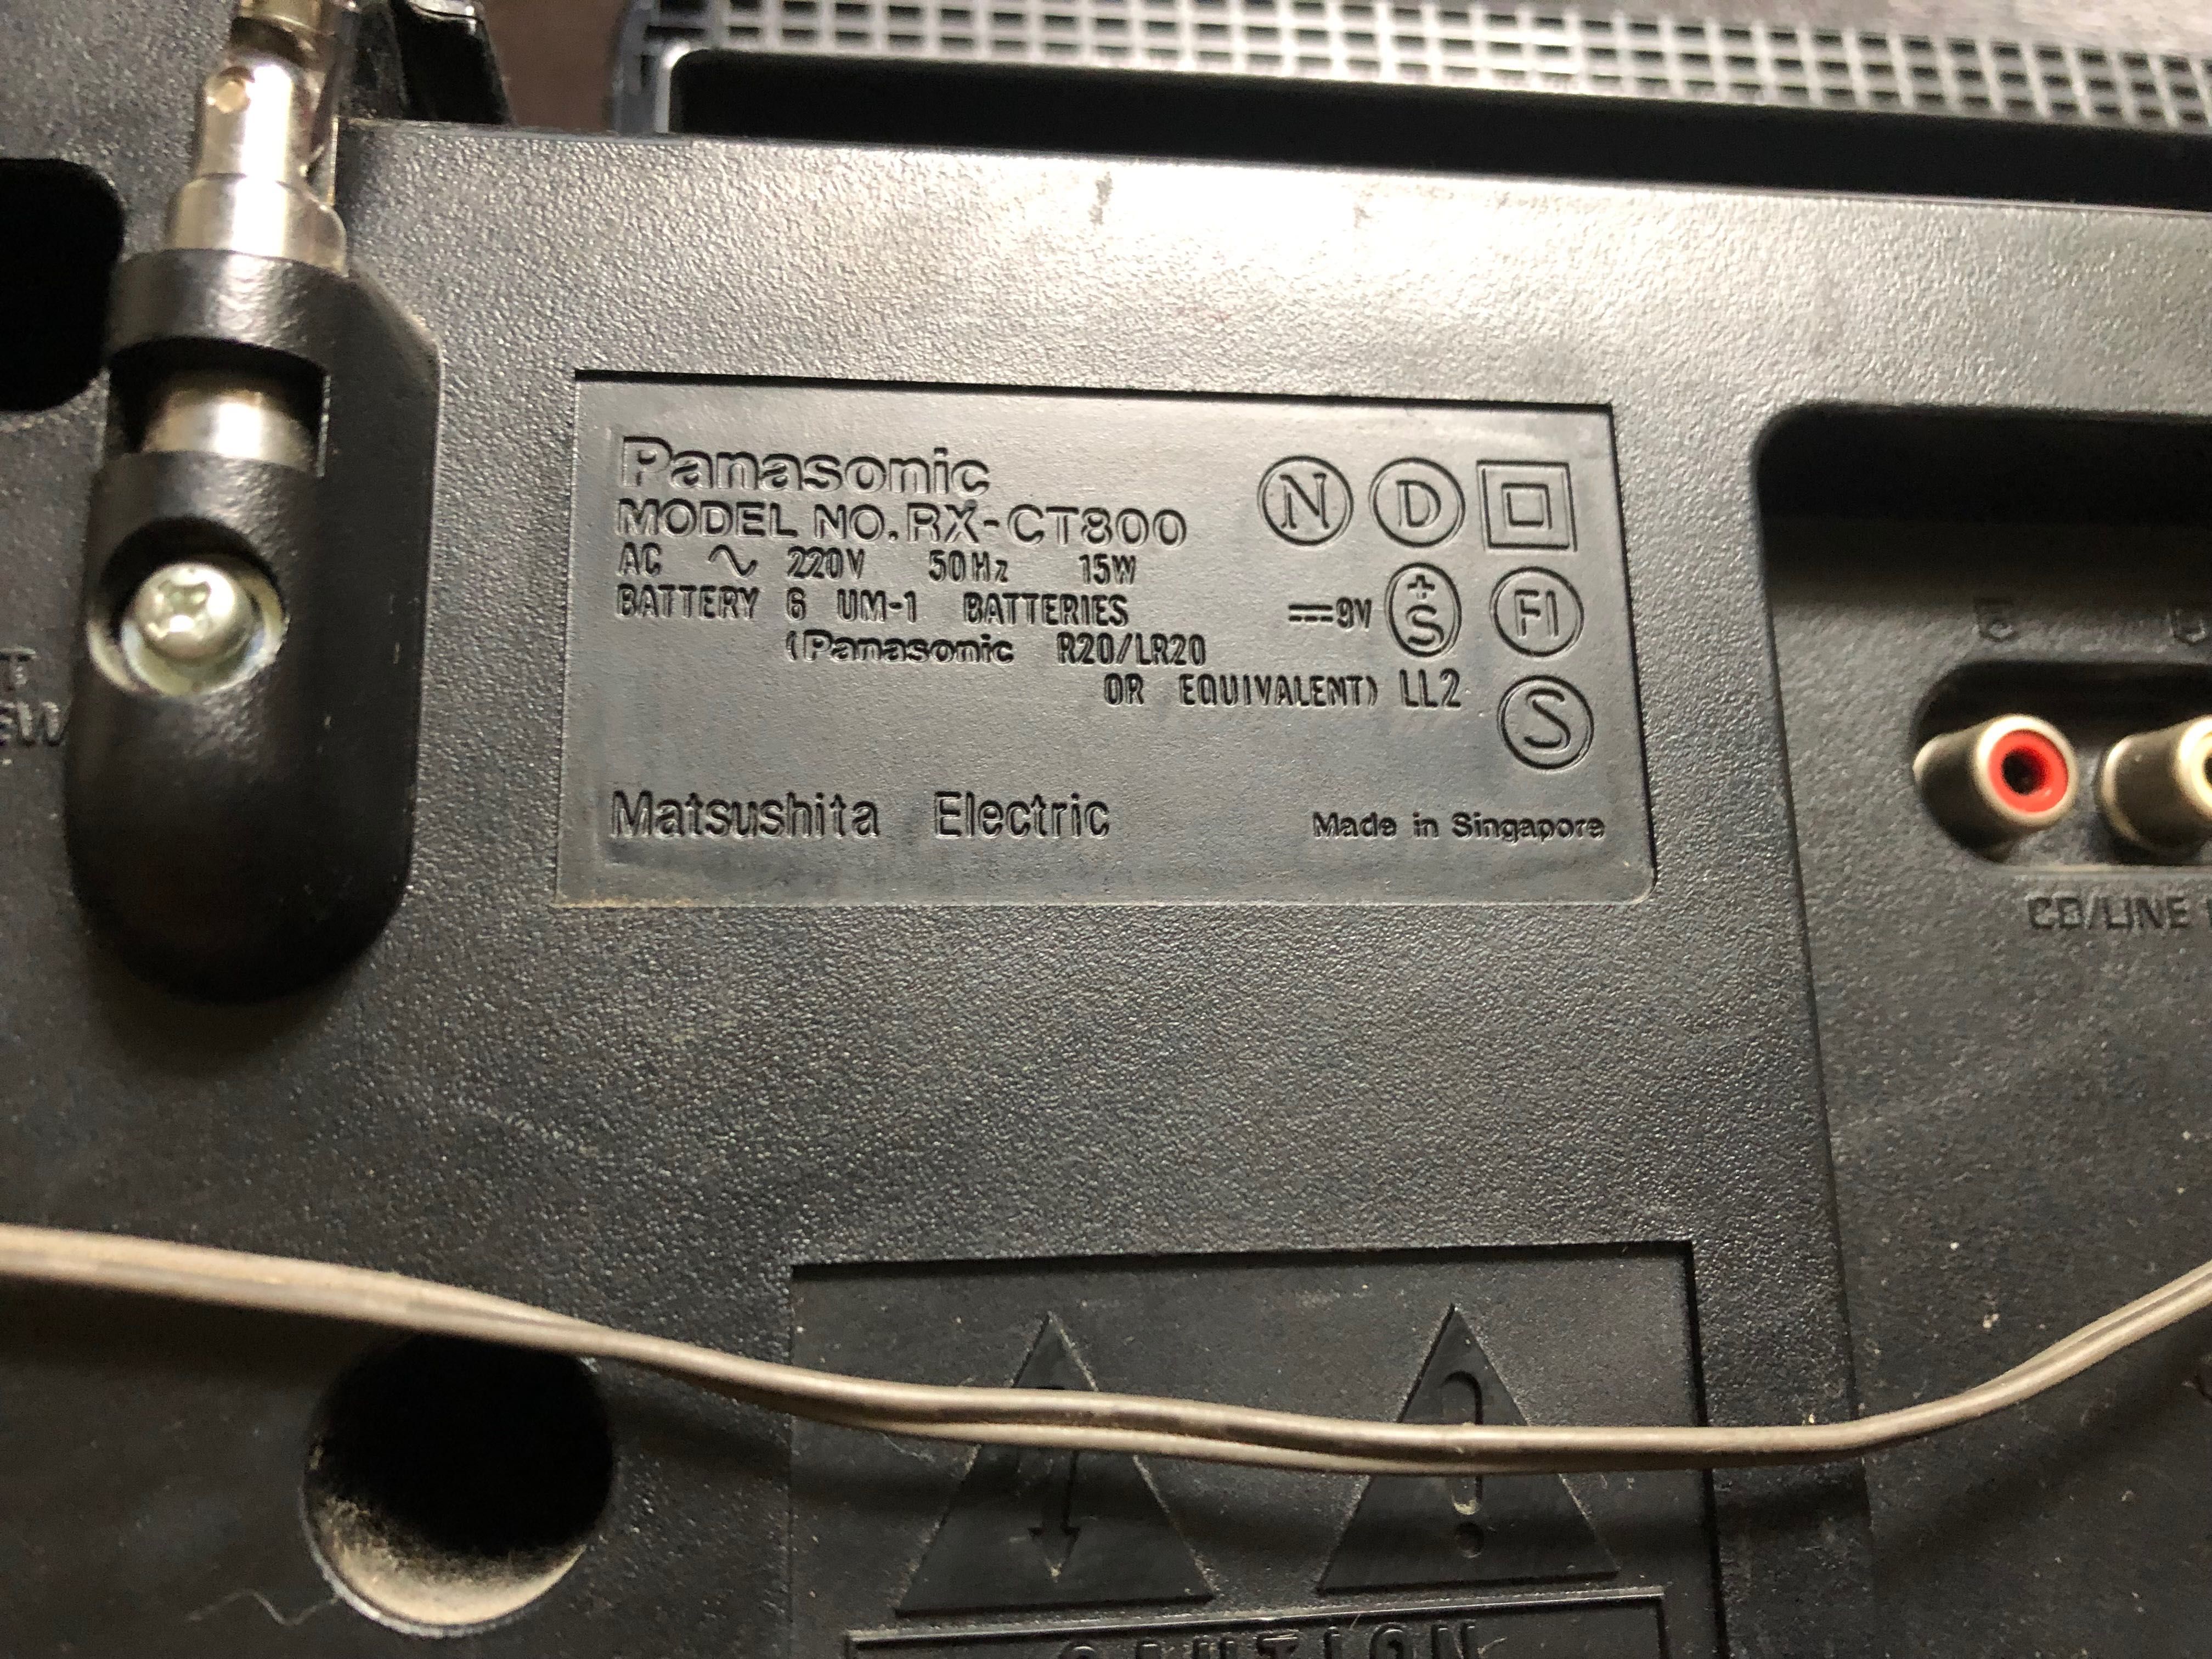 Panasonic
MODEL NO. RX-CT800
AC ∿ 220V 50Hz 15W
BATTERY 6 UM-1 BATTERIES ⎓9V
(Panasonic R20/LR20
OR EQUIVALENT) LL2
N D
+S FI
S
Matsushita Electric Made in Singapore
CD/LINE
CAUTION